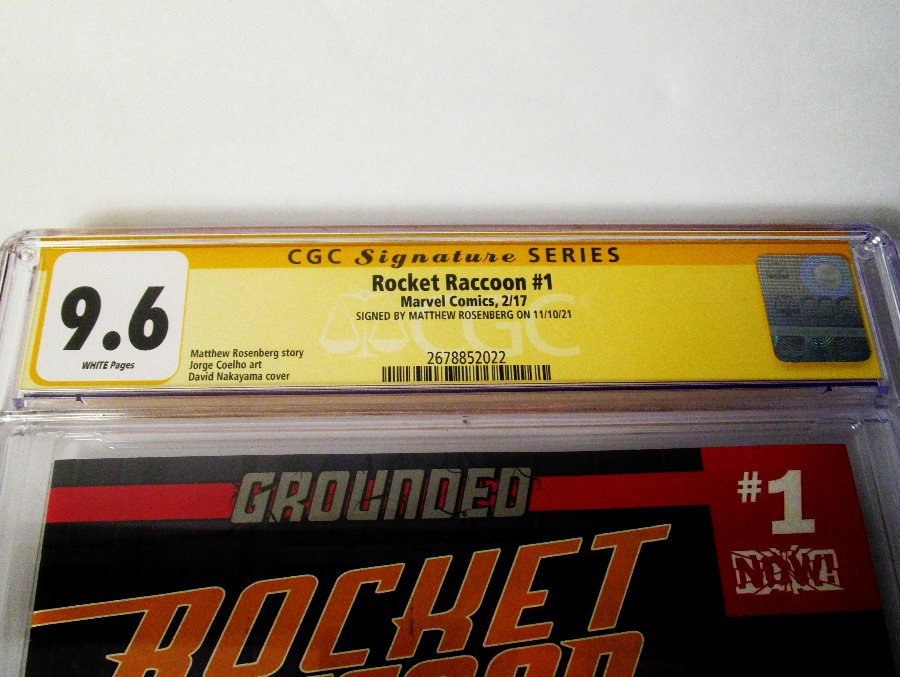 CGC Signature SERIES
9.6
WHITE Pages
Rocket Raccoon #1
Marvel Comics, 2/17
SIGNED BY MATTHEW ROSENBERG ON 11/10/21
CGC
Matthew Rosenberg story
Jorge Coelho art
David Nakayama cover
2678852022
CGC
GROUNDED
#1
NOW!
ROCKET